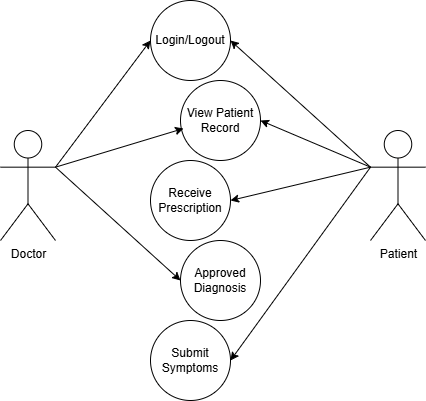 Login/Logout
View Patient
Record
Receive
Prescription
Doctor
Patient
Approved
Diagnosis
Submit
Symptoms